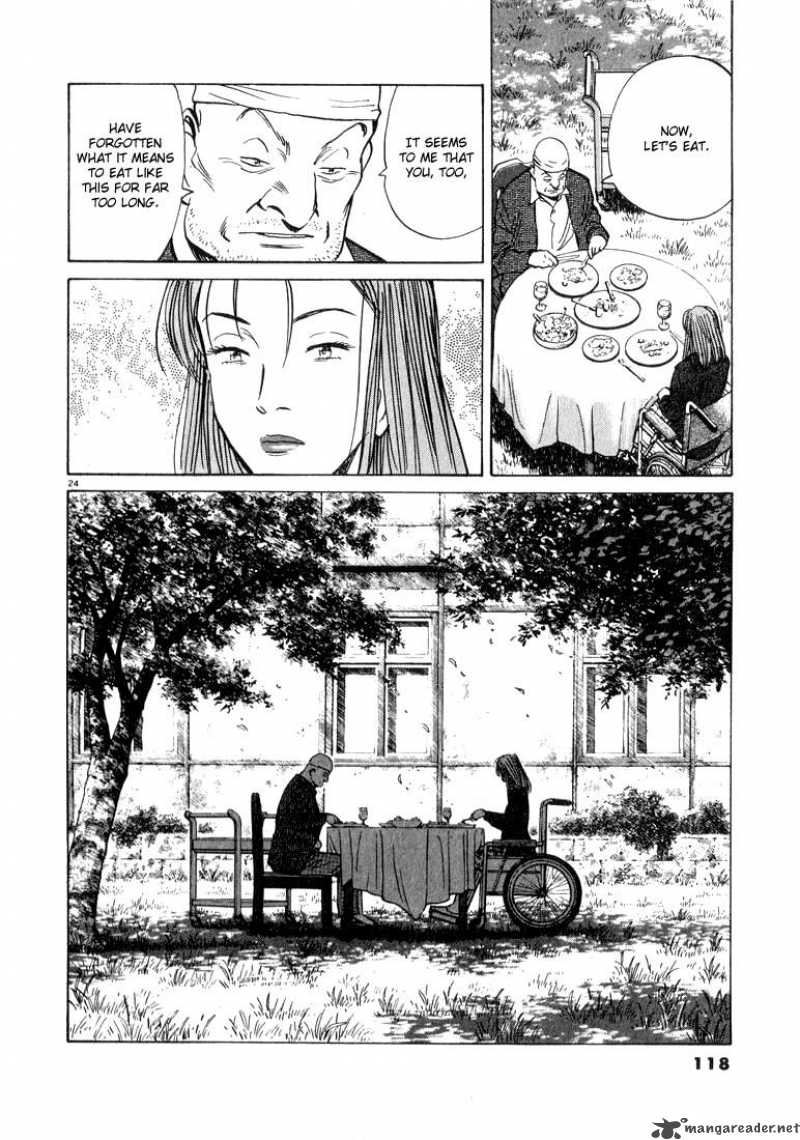 NOW,
LET'S EAT.
IT SEEMS
TO ME THAT
YOU, TOO,
HAVE
FORGOTTEN
WHAT IT MEANS
TO EAT LIKE
THIS FOR FAR
TOO LONG.
24
118
mangareader.net